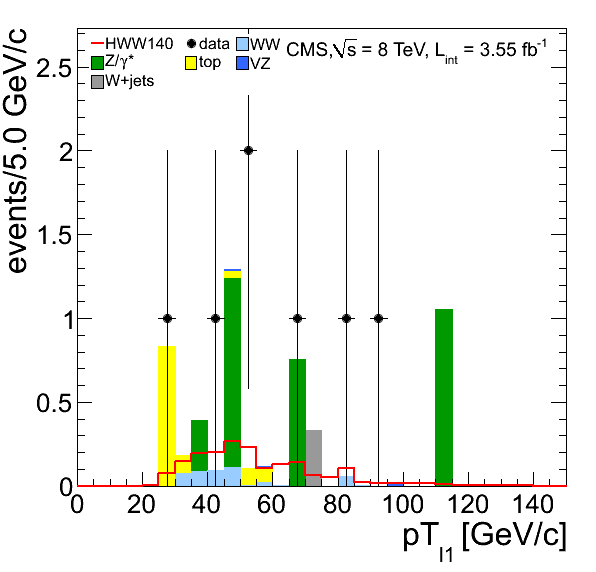 HWW140 data WW CMS,√s = 8 TeV, L_int = 3.55 fb⁻¹
Z/γ* top VZ
W+jets
events/5.0 GeV/c
2.5
2
1.5
1
0.5
0
0 20 40 60 80 100 120 140
pT_l1 [GeV/c]